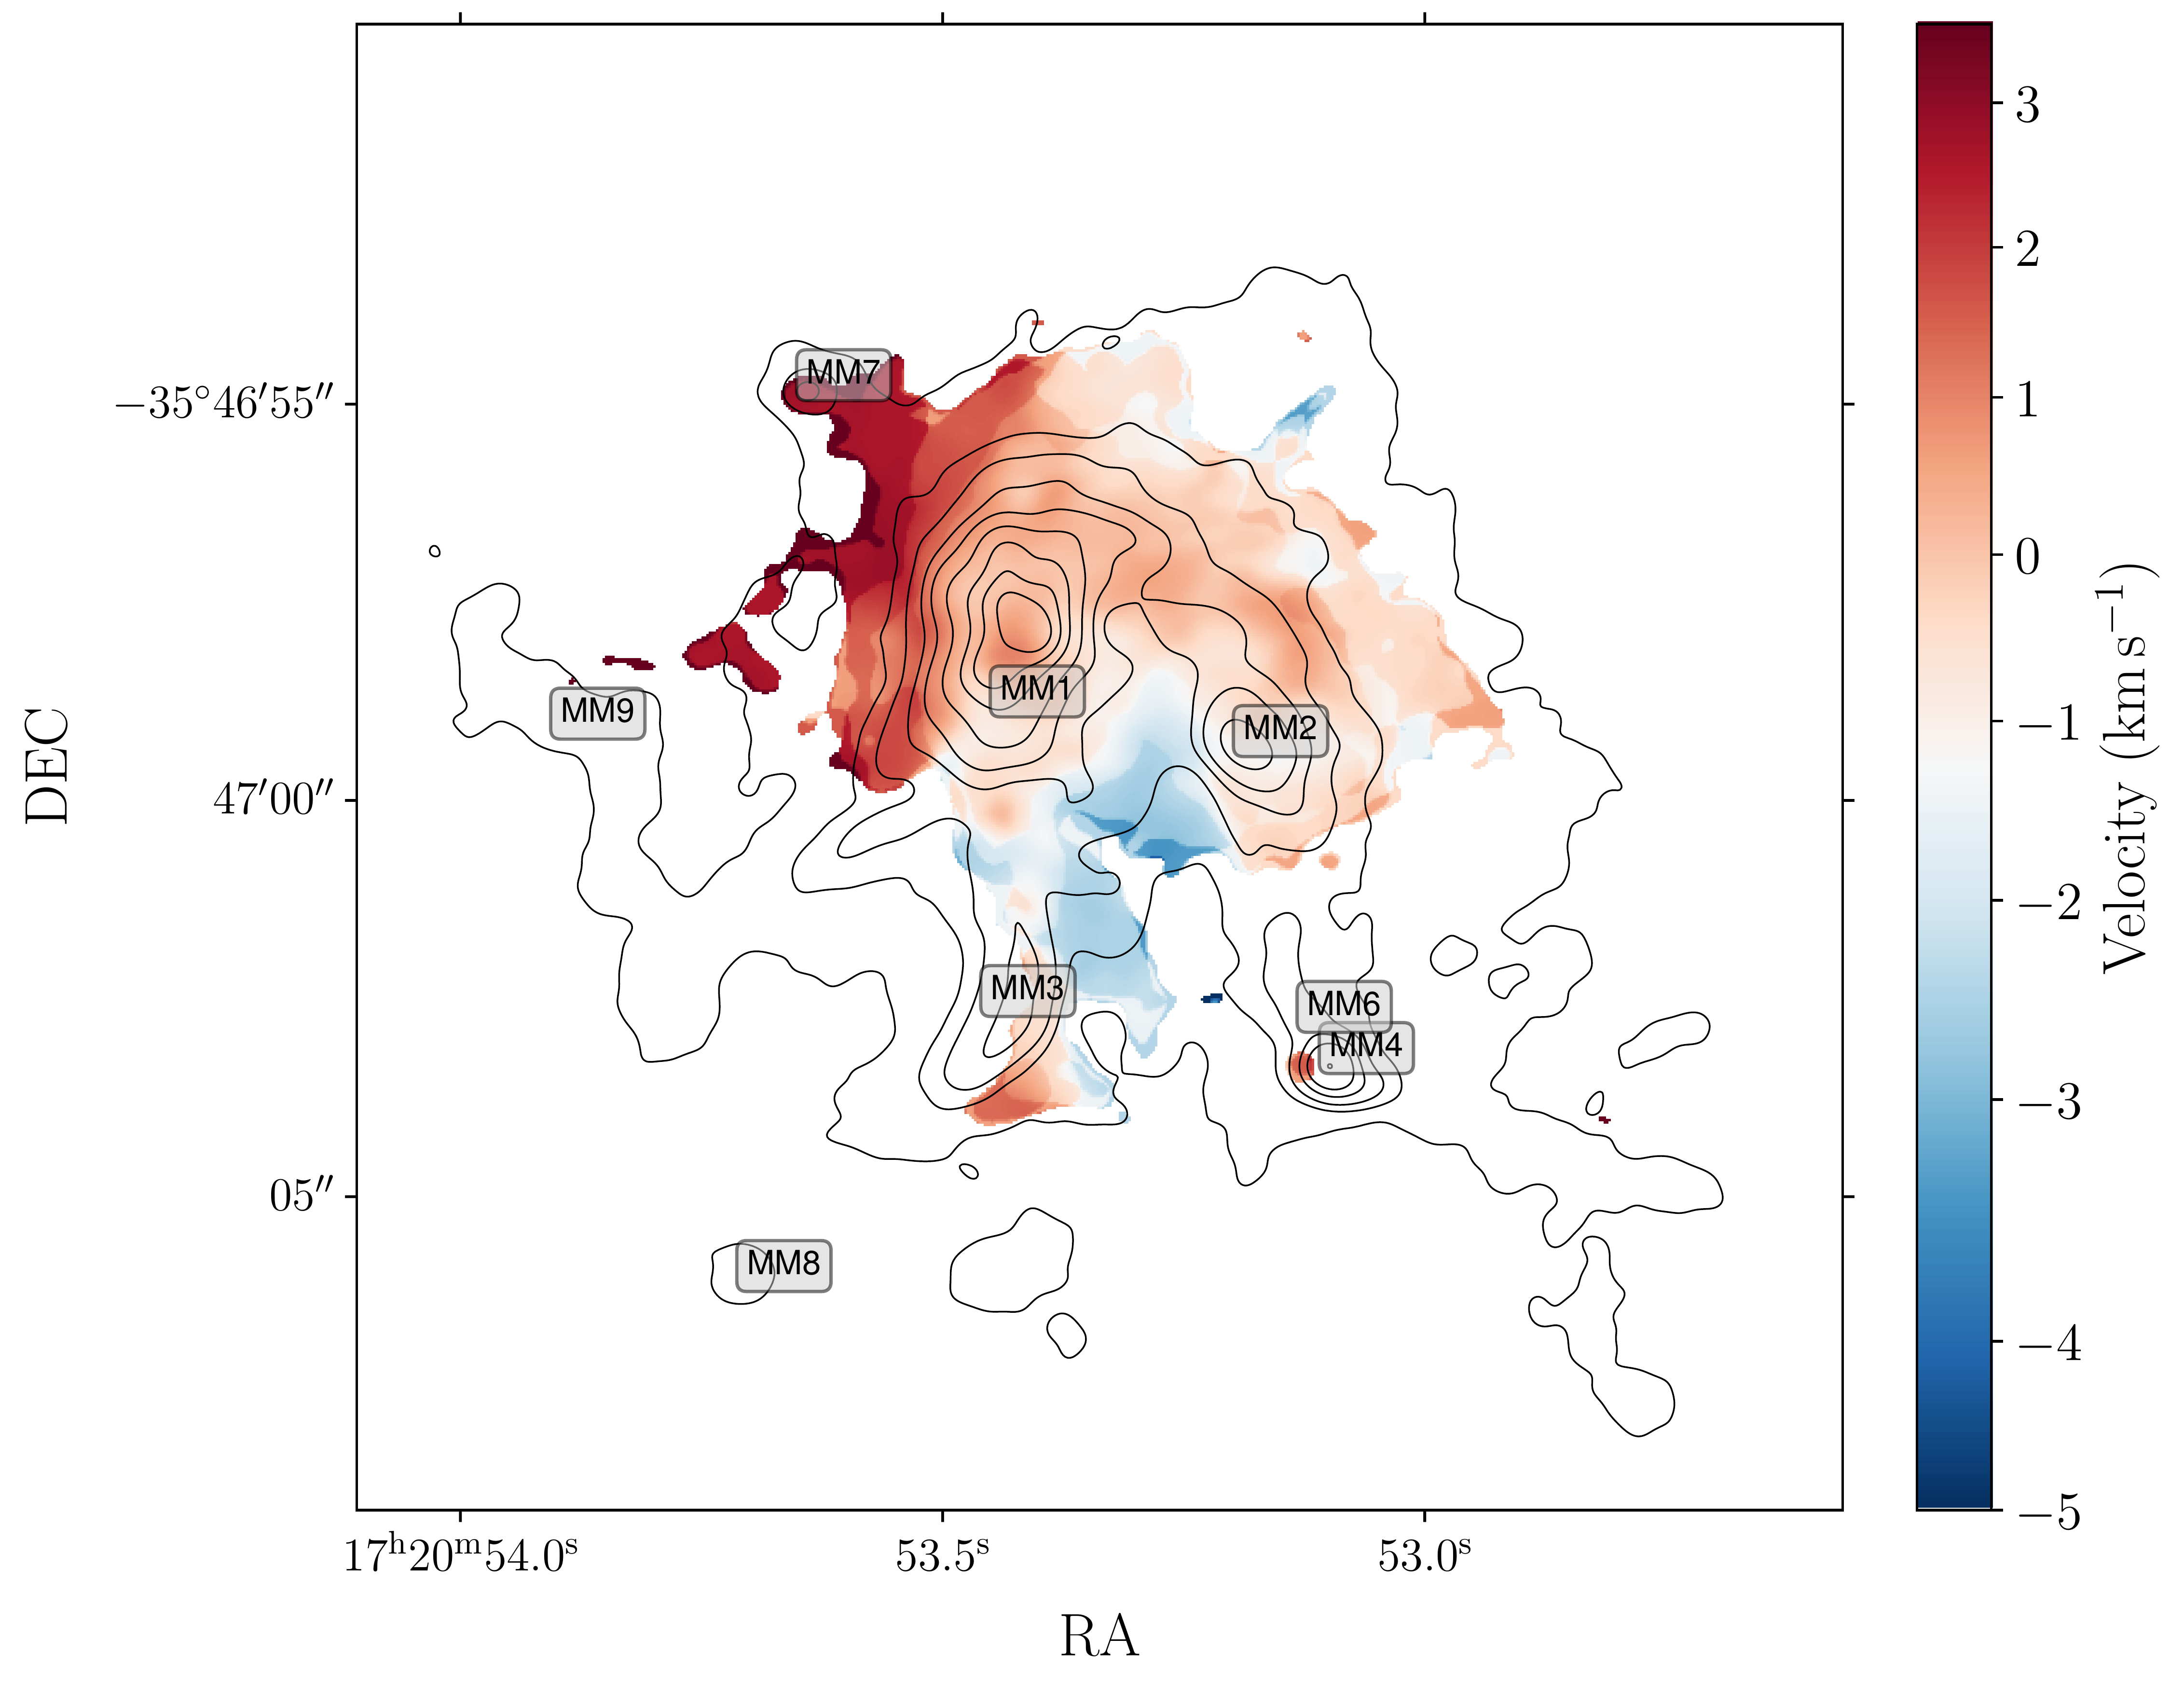 MM7
MM1
MM9
MM2
MM3
MM6
MM4
MM8
−35°46′55″
47′00″
05″
DEC
17ʰ20ᵐ54.0ˢ
53.5ˢ
53.0ˢ
RA
3
2
1
0
−1
−2
−3
−4
−5
Velocity (km s⁻¹)